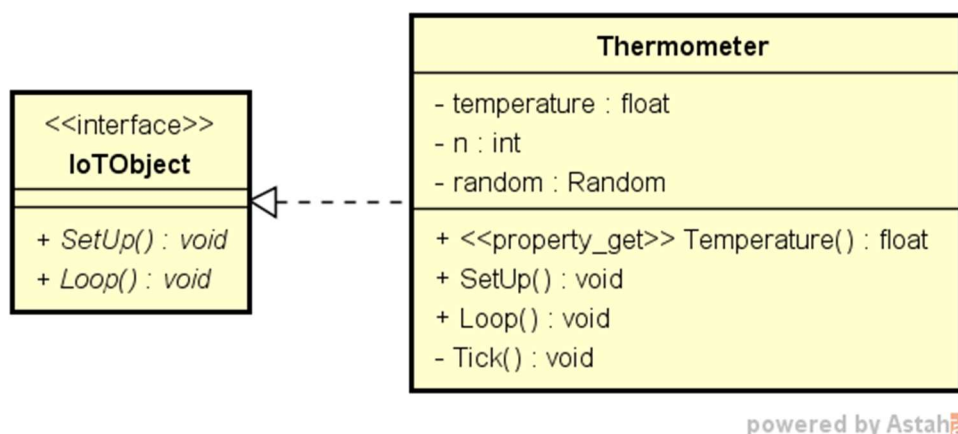 <<interface>>
IoTObject
+ SetUp() : void
+ Loop() : void
Thermometer
- temperature : float
- n : int
- random : Random
+ <<property_get>> Temperature() : float
+ SetUp() : void
+ Loop() : void
- Tick() : void
powered by Astah